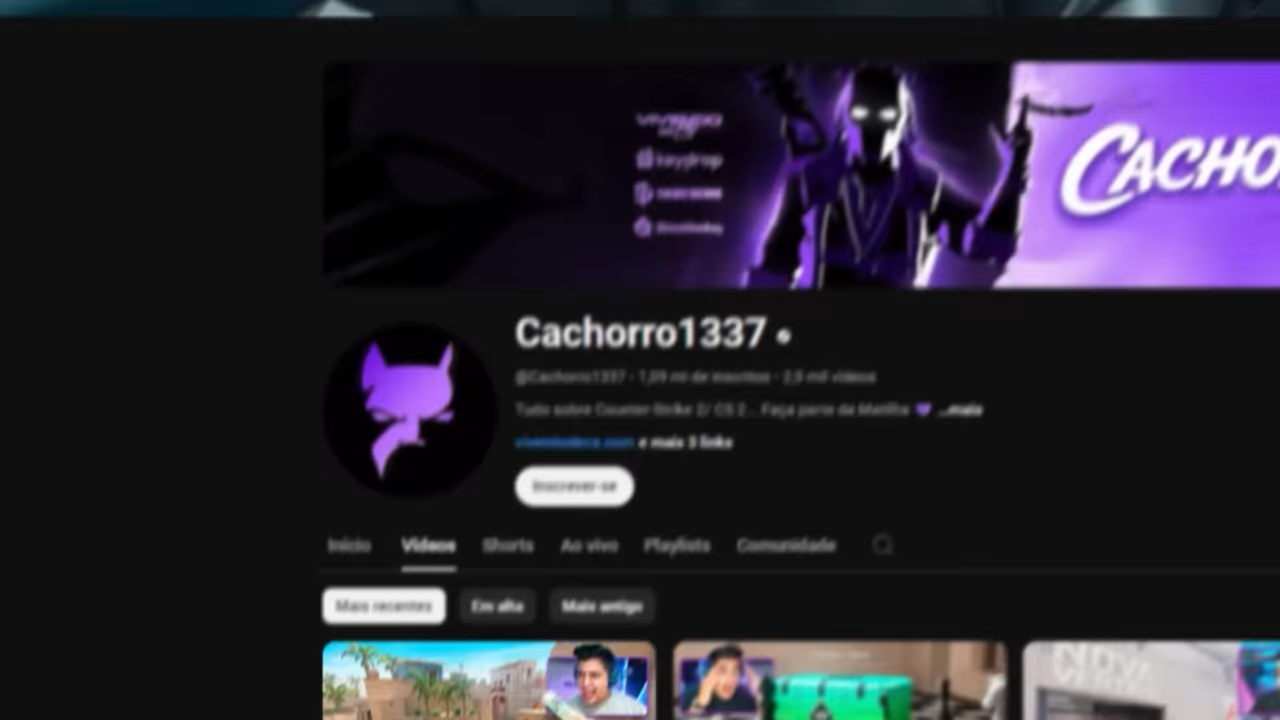 keydrop
CACHO
Cachorro1337
@Cachorro1337 · 1,09 mi de inscritos · 2,9 mil vídeos
Tudo sobre Counter-Strike 2/ CS 2... Faça parte da Matilha 💜 ...mais
e mais 3 links
Inscrever-se
Início Vídeos Shorts Ao vivo Playlists Comunidade
Mais recentes Em alta Mais antigo
NOVA